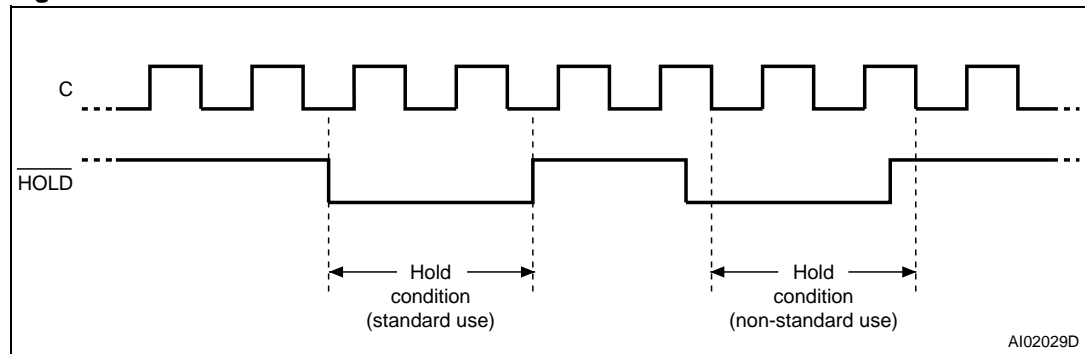 C
HOLD
Hold
condition
(standard use)
Hold
condition
(non-standard use)
AI02029D